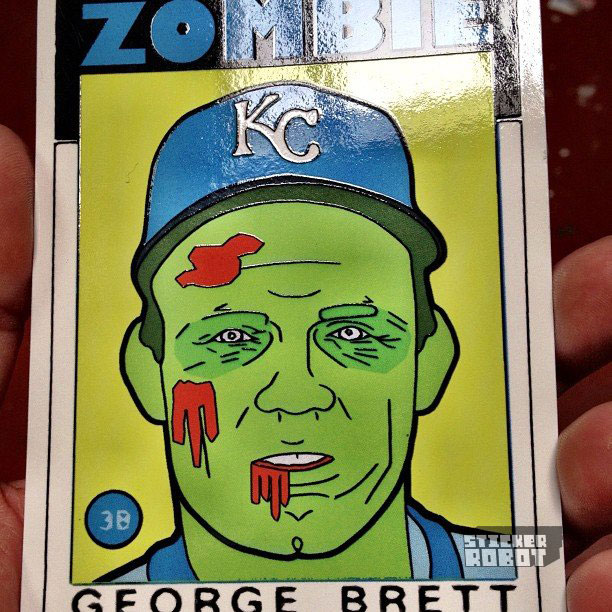 ZOMBIE
KC
3B
STICKER
ROBOT
GEORGE BRETT